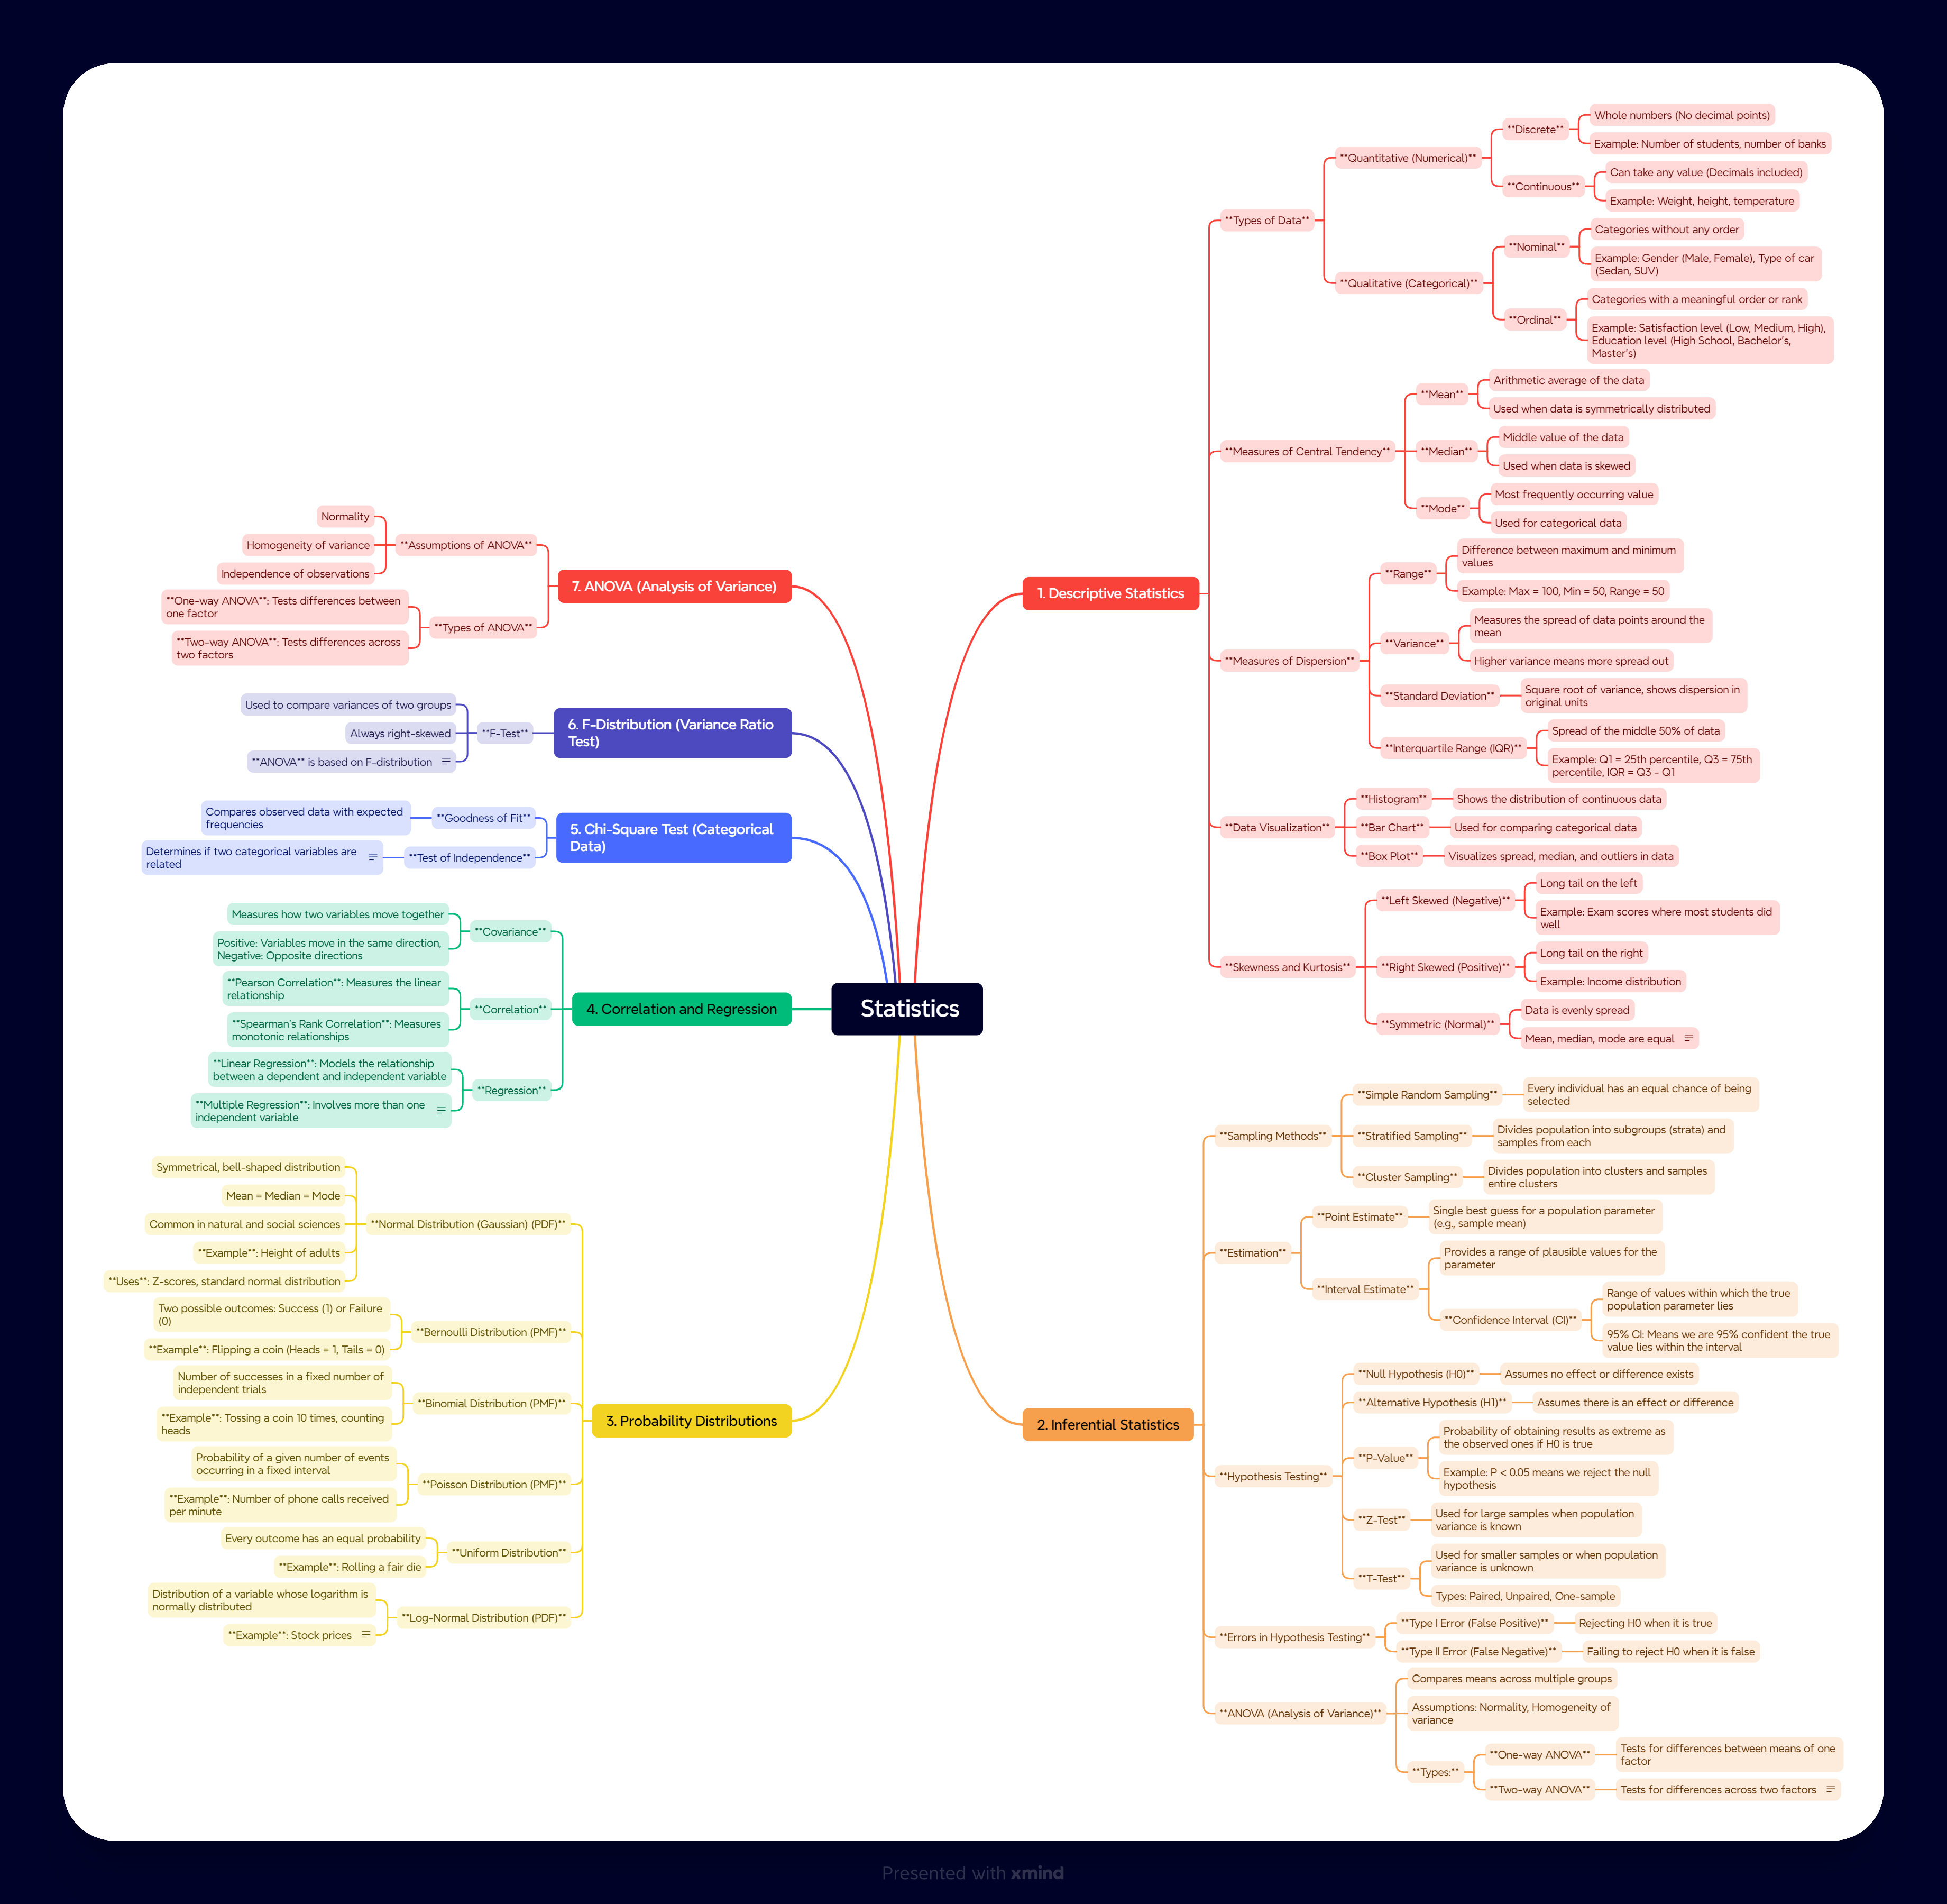 Statistics
1. Descriptive Statistics
**Types of Data**
**Quantitative (Numerical)**
**Discrete**
Whole numbers (No decimal points)
Example: Number of students, number of banks
**Continuous**
Can take any value (Decimals included)
Example: Weight, height, temperature
**Qualitative (Categorical)**
**Nominal**
Categories without any order
Example: Gender (Male, Female), Type of car
(Sedan, SUV)
**Ordinal**
Categories with a meaningful order or rank
Example: Satisfaction level (Low, Medium, High),
Education level (High School, Bachelor's,
Master's)
**Measures of Central Tendency**
**Mean**
Arithmetic average of the data
Used when data is symmetrically distributed
**Median**
Middle value of the data
Used when data is skewed
**Mode**
Most frequently occurring value
Used for categorical data
**Measures of Dispersion**
**Range**
Difference between maximum and minimum
values
Example: Max = 100, Min = 50, Range = 50
**Variance**
Measures the spread of data points around the
mean
Higher variance means more spread out
**Standard Deviation**
Square root of variance, shows dispersion in
original units
**Interquartile Range (IQR)**
Spread of the middle 50% of data
Example: Q1 = 25th percentile, Q3 = 75th
percentile, IQR = Q3 - Q1
**Data Visualization**
**Histogram**
Shows the distribution of continuous data
**Bar Chart**
Used for comparing categorical data
**Box Plot**
Visualizes spread, median, and outliers in data
**Skewness and Kurtosis**
**Left Skewed (Negative)**
Long tail on the left
Example: Exam scores where most students did
well
**Right Skewed (Positive)**
Long tail on the right
Example: Income distribution
**Symmetric (Normal)**
Data is evenly spread
Mean, median, mode are equal
2. Inferential Statistics
**Sampling Methods**
**Simple Random Sampling**
Every individual has an equal chance of being
selected
**Stratified Sampling**
Divides population into subgroups (strata) and
samples from each
**Cluster Sampling**
Divides population into clusters and samples
entire clusters
**Estimation**
**Point Estimate**
Single best guess for a population parameter
(e.g., sample mean)
**Interval Estimate**
Provides a range of plausible values for the
parameter
**Confidence Interval (CI)**
Range of values within which the true
population parameter lies
95% CI: Means we are 95% confident the true
value lies within the interval
**Hypothesis Testing**
**Null Hypothesis (H0)**
Assumes no effect or difference exists
**Alternative Hypothesis (H1)**
Assumes there is an effect or difference
**P-Value**
Probability of obtaining results as extreme as
the observed ones if H0 is true
Example: P < 0.05 means we reject the null
hypothesis
**Z-Test**
Used for large samples when population
variance is known
**T-Test**
Used for smaller samples or when population
variance is unknown
Types: Paired, Unpaired, One-sample
**Errors in Hypothesis Testing**
**Type I Error (False Positive)**
Rejecting H0 when it is true
**Type II Error (False Negative)**
Failing to reject H0 when it is false
**ANOVA (Analysis of Variance)**
Compares means across multiple groups
Assumptions: Normality, Homogeneity of
variance
**Types:**
**One-way ANOVA**
Tests for differences between means of one
factor
**Two-way ANOVA**
Tests for differences across two factors
3. Probability Distributions
**Normal Distribution (Gaussian) (PDF)**
Symmetrical, bell-shaped distribution
Mean = Median = Mode
Common in natural and social sciences
**Example**: Height of adults
**Uses**: Z-scores, standard normal distribution
**Bernoulli Distribution (PMF)**
Two possible outcomes: Success (1) or Failure
(0)
**Example**: Flipping a coin (Heads = 1, Tails = 0)
**Binomial Distribution (PMF)**
Number of successes in a fixed number of
independent trials
**Example**: Tossing a coin 10 times, counting
heads
**Poisson Distribution (PMF)**
Probability of a given number of events
occurring in a fixed interval
**Example**: Number of phone calls received
per minute
**Uniform Distribution**
Every outcome has an equal probability
**Example**: Rolling a fair die
**Log-Normal Distribution (PDF)**
Distribution of a variable whose logarithm is
normally distributed
**Example**: Stock prices
4. Correlation and Regression
**Covariance**
Measures how two variables move together
Positive: Variables move in the same direction,
Negative: Opposite directions
**Correlation**
**Pearson Correlation**: Measures the linear
relationship
**Spearman's Rank Correlation**: Measures
monotonic relationships
**Regression**
**Linear Regression**: Models the relationship
between a dependent and independent variable
**Multiple Regression**: Involves more than one
independent variable
5. Chi-Square Test (Categorical
Data)
**Goodness of Fit**
Compares observed data with expected
frequencies
**Test of Independence**
Determines if two categorical variables are
related
6. F-Distribution (Variance Ratio
Test)
**F-Test**
Used to compare variances of two groups
Always right-skewed
**ANOVA** is based on F-distribution
7. ANOVA (Analysis of Variance)
**Assumptions of ANOVA**
Normality
Homogeneity of variance
Independence of observations
**Types of ANOVA**
**One-way ANOVA**: Tests differences between
one factor
**Two-way ANOVA**: Tests differences across
two factors
Presented with xmind